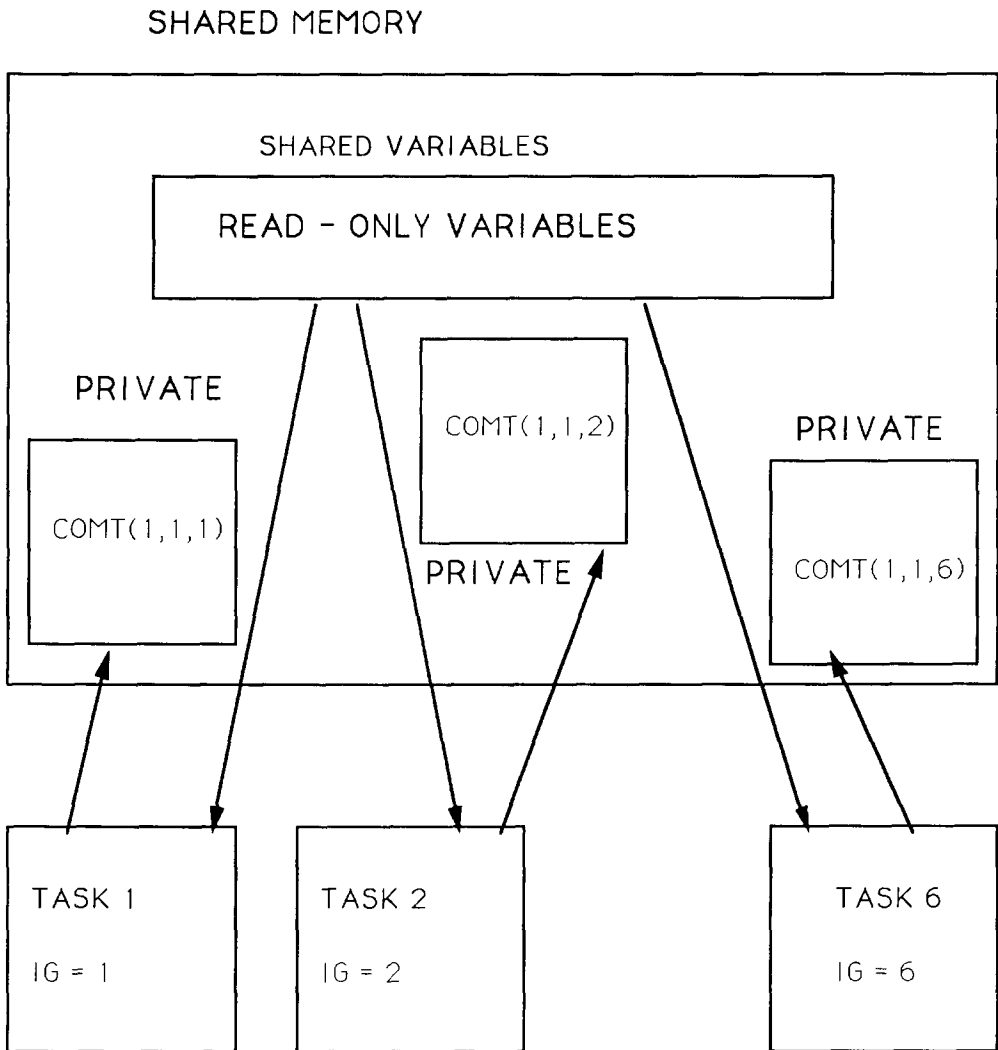 SHARED MEMORY
SHARED VARIABLES
READ - ONLY VARIABLES
PRIVATE
COMT(1,1,1)
COMT(1,1,2)
PRIVATE
PRIVATE
COMT(1,1,6)
TASK 1
IG = 1
TASK 2
IG = 2
TASK 6
IG = 6